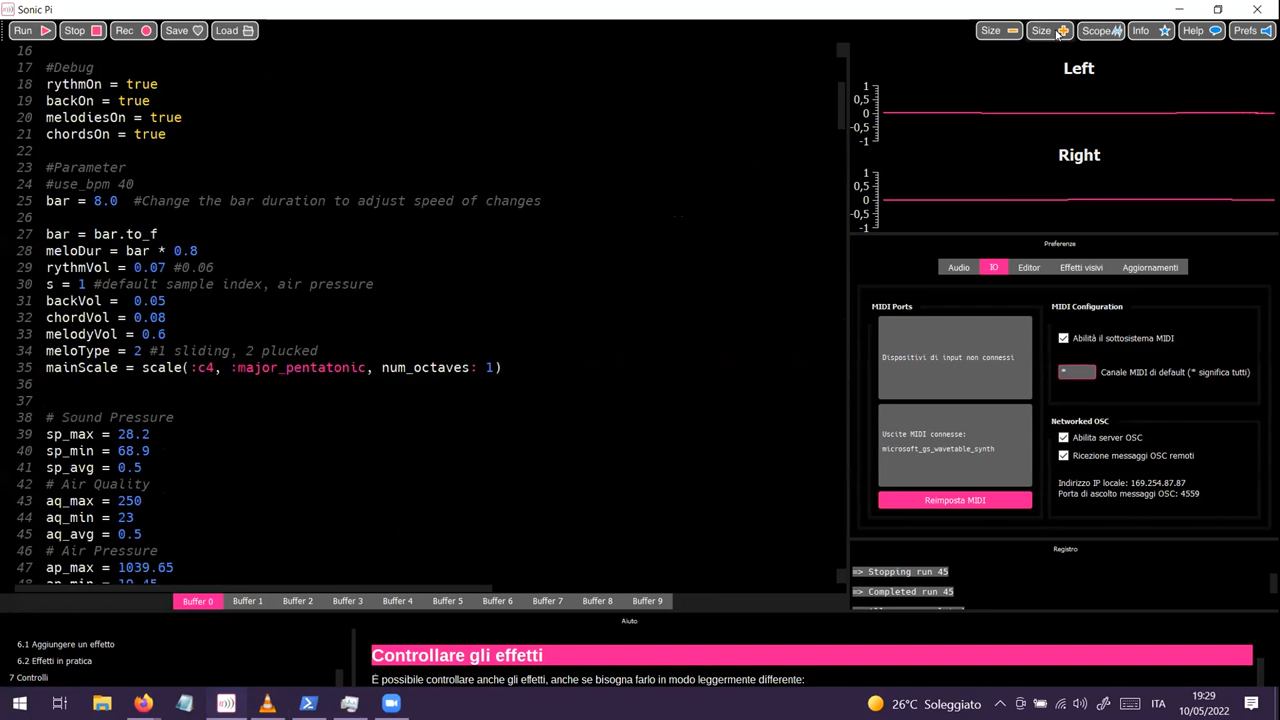 Sonic Pi
Run Stop Rec Save Load Size Size Scope Info Help Prefs
16
17 #Debug
18 rythmOn = true
19 backOn = true
20 melodiesOn = true
21 chordsOn = true
22
23 #Parameter
24 #use_bpm 40
25 bar = 8.0 #Change the bar duration to adjust speed of changes
26
27 bar = bar.to_f
28 meloDur = bar * 0.8
29 rythmVol = 0.07 #0.06
30 s = 1 #default sample index, air pressure
31 backVol = 0.05
32 chordVol = 0.08
33 melodyVol = 0.6
34 meloType = 2 #1 sliding, 2 plucked
35 mainScale = scale(:c4, :major_pentatonic, num_octaves: 1)
36
37
38 # Sound Pressure
39 sp_max = 28.2
40 sp_min = 68.9
41 sp_avg = 0.5
42 # Air Quality
43 aq_max = 250
44 aq_min = 23
45 aq_avg = 0.5
46 # Air Pressure
47 ap_max = 1039.65
Left
1
0,5
0
-0,5
-1
Right
1
0,5
0
-0,5
-1
Preferenze
Audio IO Editor Effetti visivi Aggiornamenti
MIDI Ports
Dispositivi di input non connessi
Uscite MIDI connesse:
microsoft_gs_wavetable_synth
Reimposta MIDI
MIDI Configuration
Abilità il sottosistema MIDI
* Canale MIDI di default (* significa tutti)
Networked OSC
Abilita server OSC
Ricezione messaggi OSC remoti
Indirizzo IP locale: 169.254.87.87
Porta di ascolto messaggi OSC: 4559
Registro
=> Stopping run 45
=> Completed run 45
Buffer 0 Buffer 1 Buffer 2 Buffer 3 Buffer 4 Buffer 5 Buffer 6 Buffer 7 Buffer 8 Buffer 9
Aiuto
6.1 Aggiungere un effetto
6.2 Effetti in pratica
7 Controlli
Controllare gli effetti
È possibile controllare anche gli effetti, anche se bisogna farlo in modo leggermente differente:
26°C Soleggiato
ITA
19:29
10/05/2022